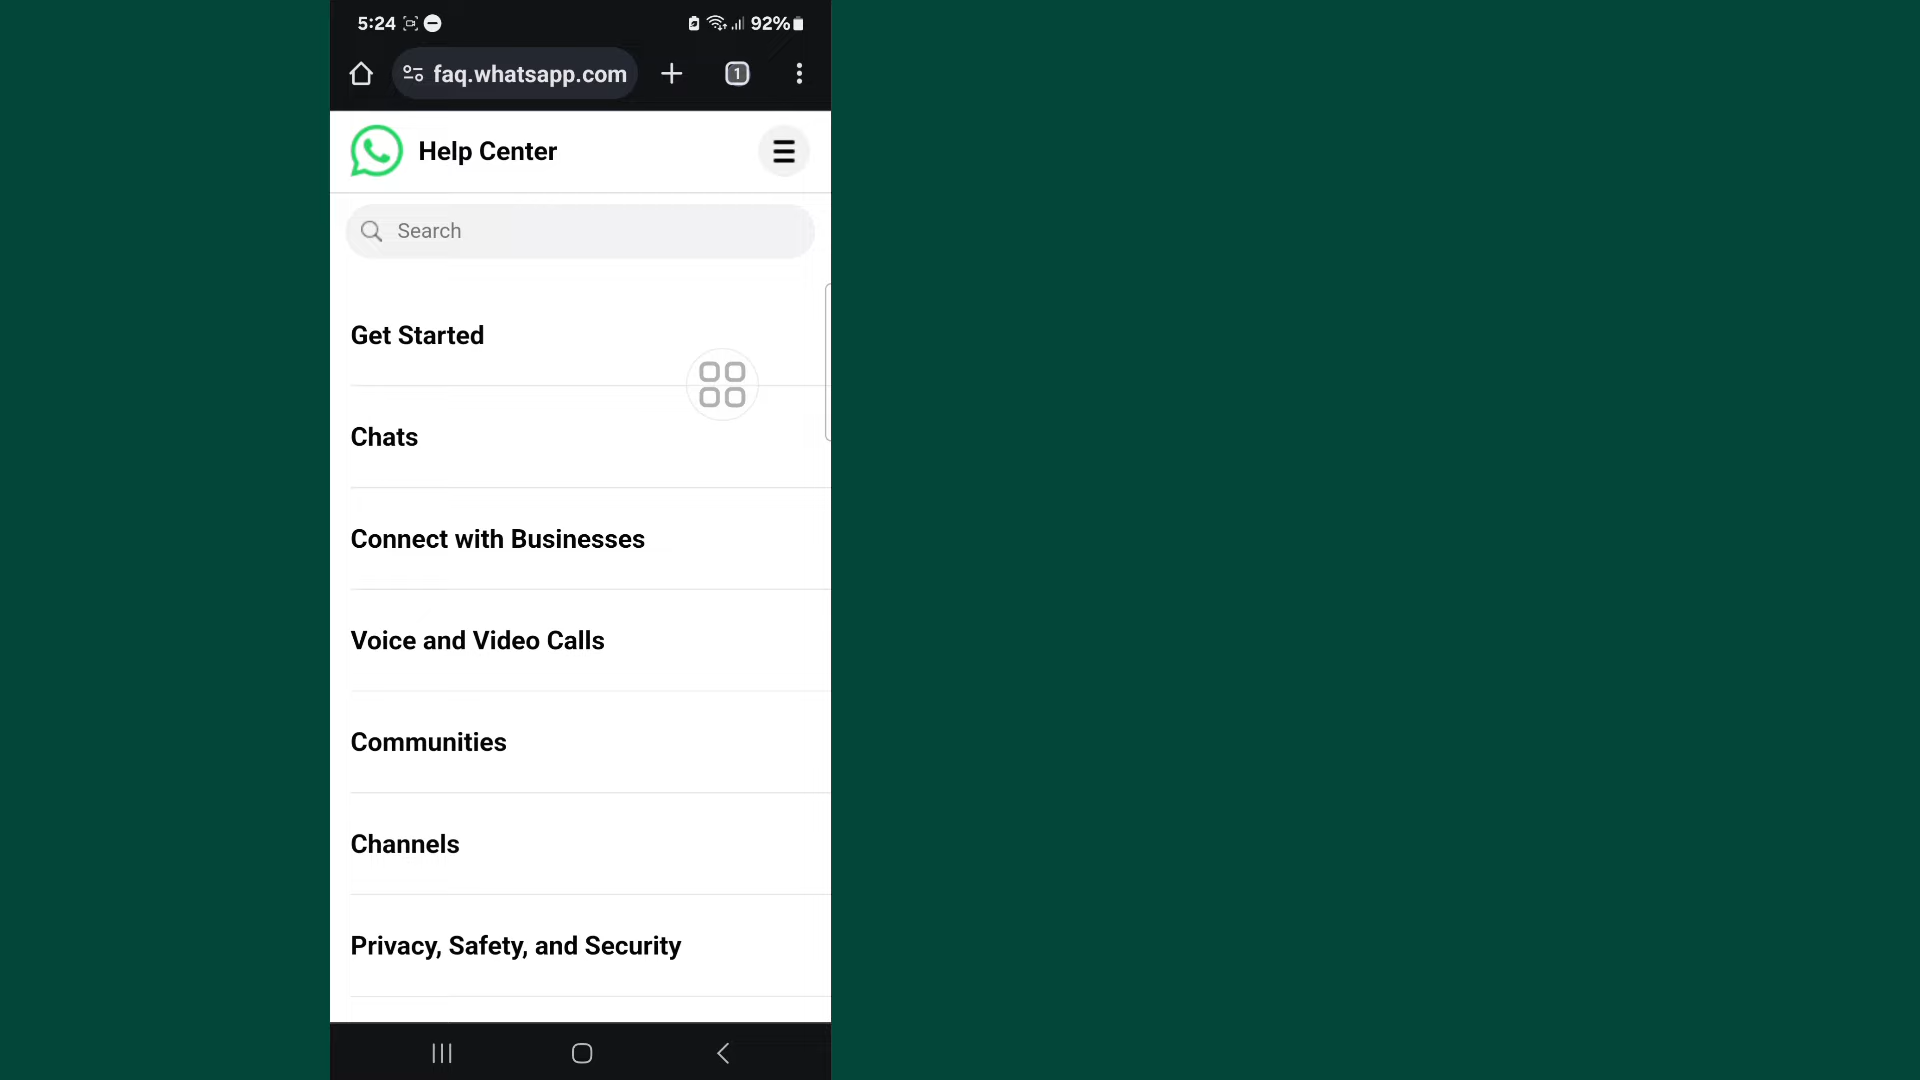 5:24 92%
faq.whatsapp.com 1
Help Center
Search
Get Started
Chats
Connect with Businesses
Voice and Video Calls
Communities
Channels
Privacy, Safety, and Security